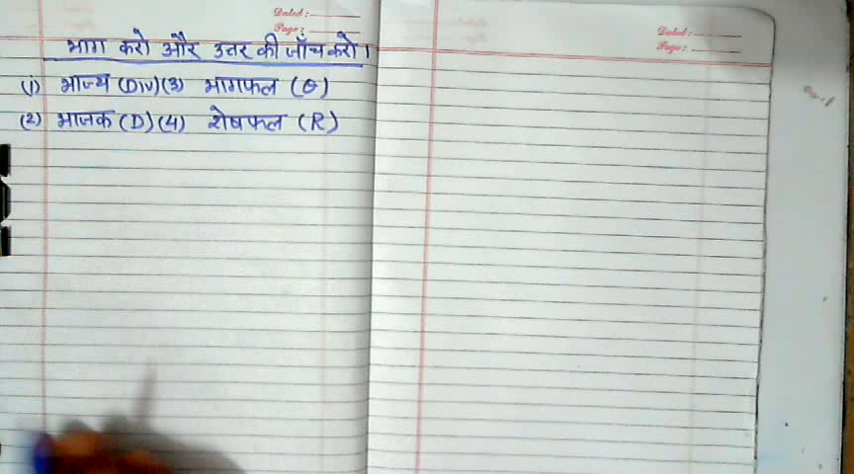 Dated :
Page :
भाग करो और उत्तर की जाँच करो।
(1) भाज्य (Div) (3) भागफल (Q)
(2) भाजक (D) (4) शेषफल (R)
Dated :
Page :